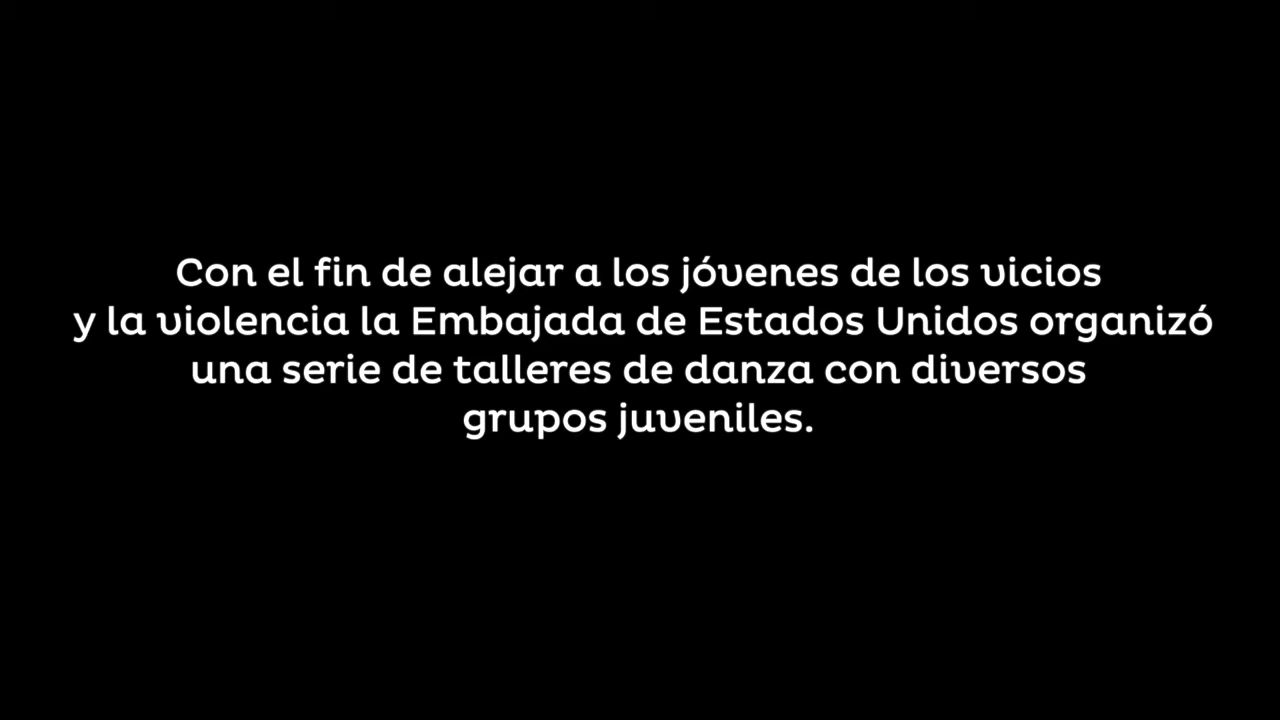 Con el fin de alejar a los jóvenes de los vicios
y la violencia la Embajada de Estados Unidos organizó
una serie de talleres de danza con diversos
grupos juveniles.